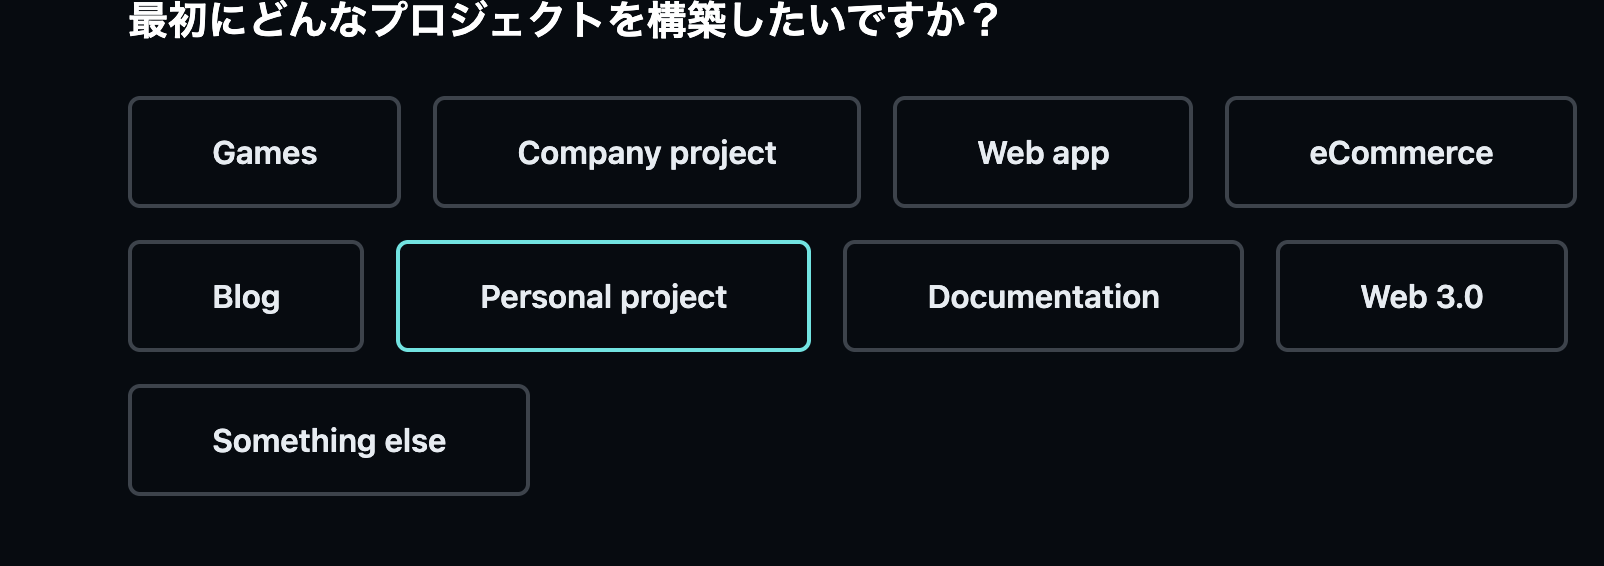 最初にどんなプロジェクトを構築したいですか？
Games
Company project
Web app
eCommerce
Blog
Personal project
Documentation
Web 3.0
Something else